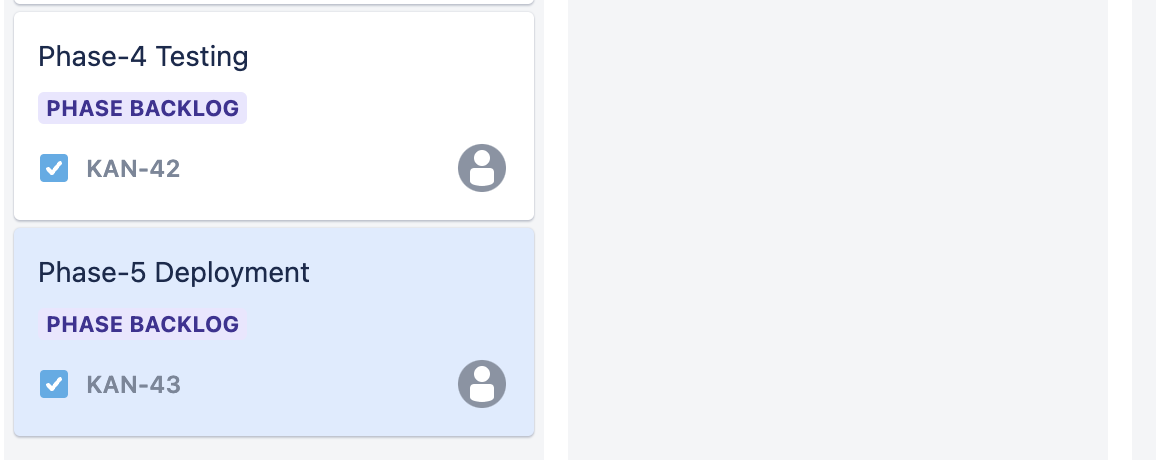 Phase-4 Testing
PHASE BACKLOG
KAN-42
Phase-5 Deployment
PHASE BACKLOG
KAN-43